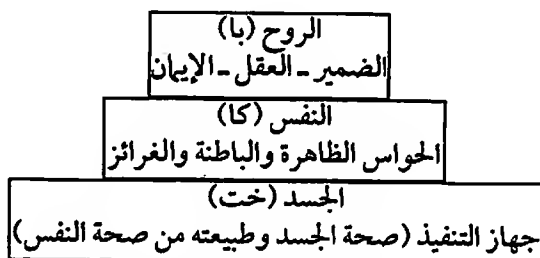 الروح (با)
الضمير ـ العقل ـ الإيمان
النفس (كا)
الحواس الظاهرة والباطنة والغرائز
الجسد (خت)
جهاز التنفيذ (صحة الجسد وطبيعته من صحة النفس)